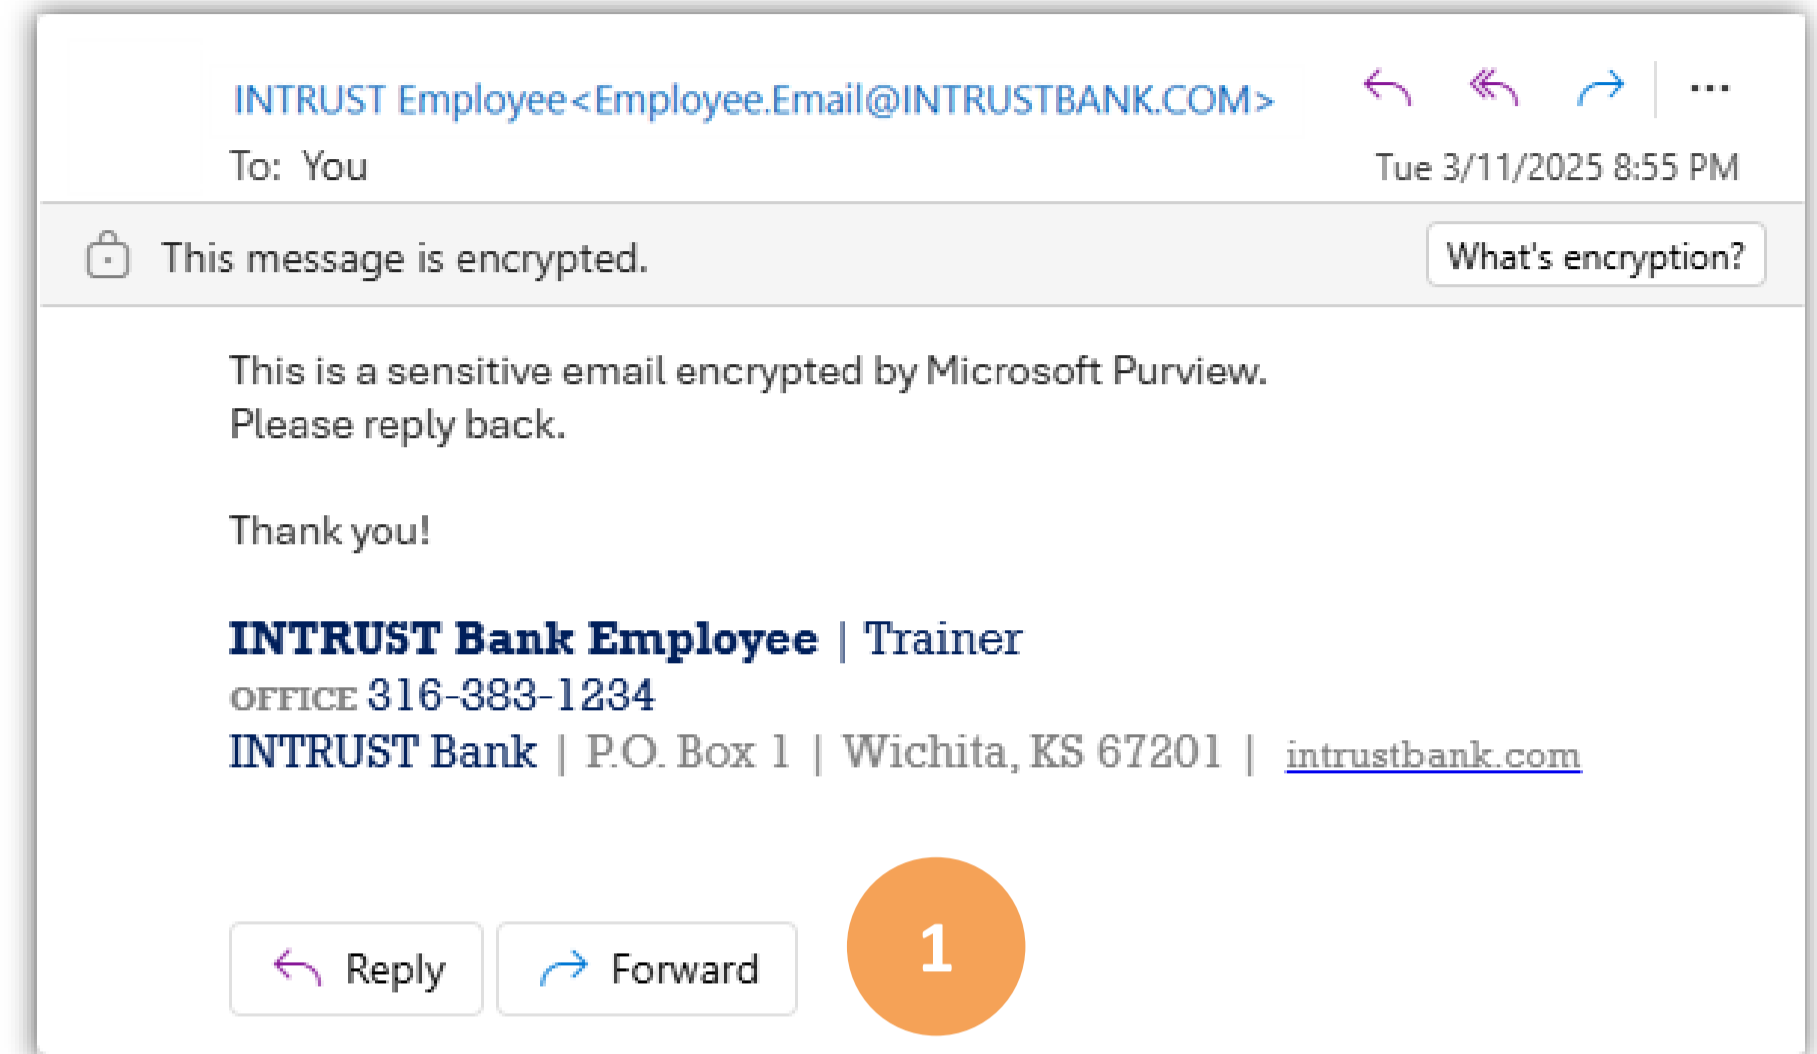 INTRUST Employee<Employee.Email@INTRUSTBANK.COM>
To: You
Tue 3/11/2025 8:55 PM
This message is encrypted.
What's encryption?
This is a sensitive email encrypted by Microsoft Purview.
Please reply back.
Thank you!
INTRUST Bank Employee | Trainer
OFFICE 316-383-1234
INTRUST Bank | P.O. Box 1 | Wichita, KS 67201 | intrustbank.com
Reply
Forward
1